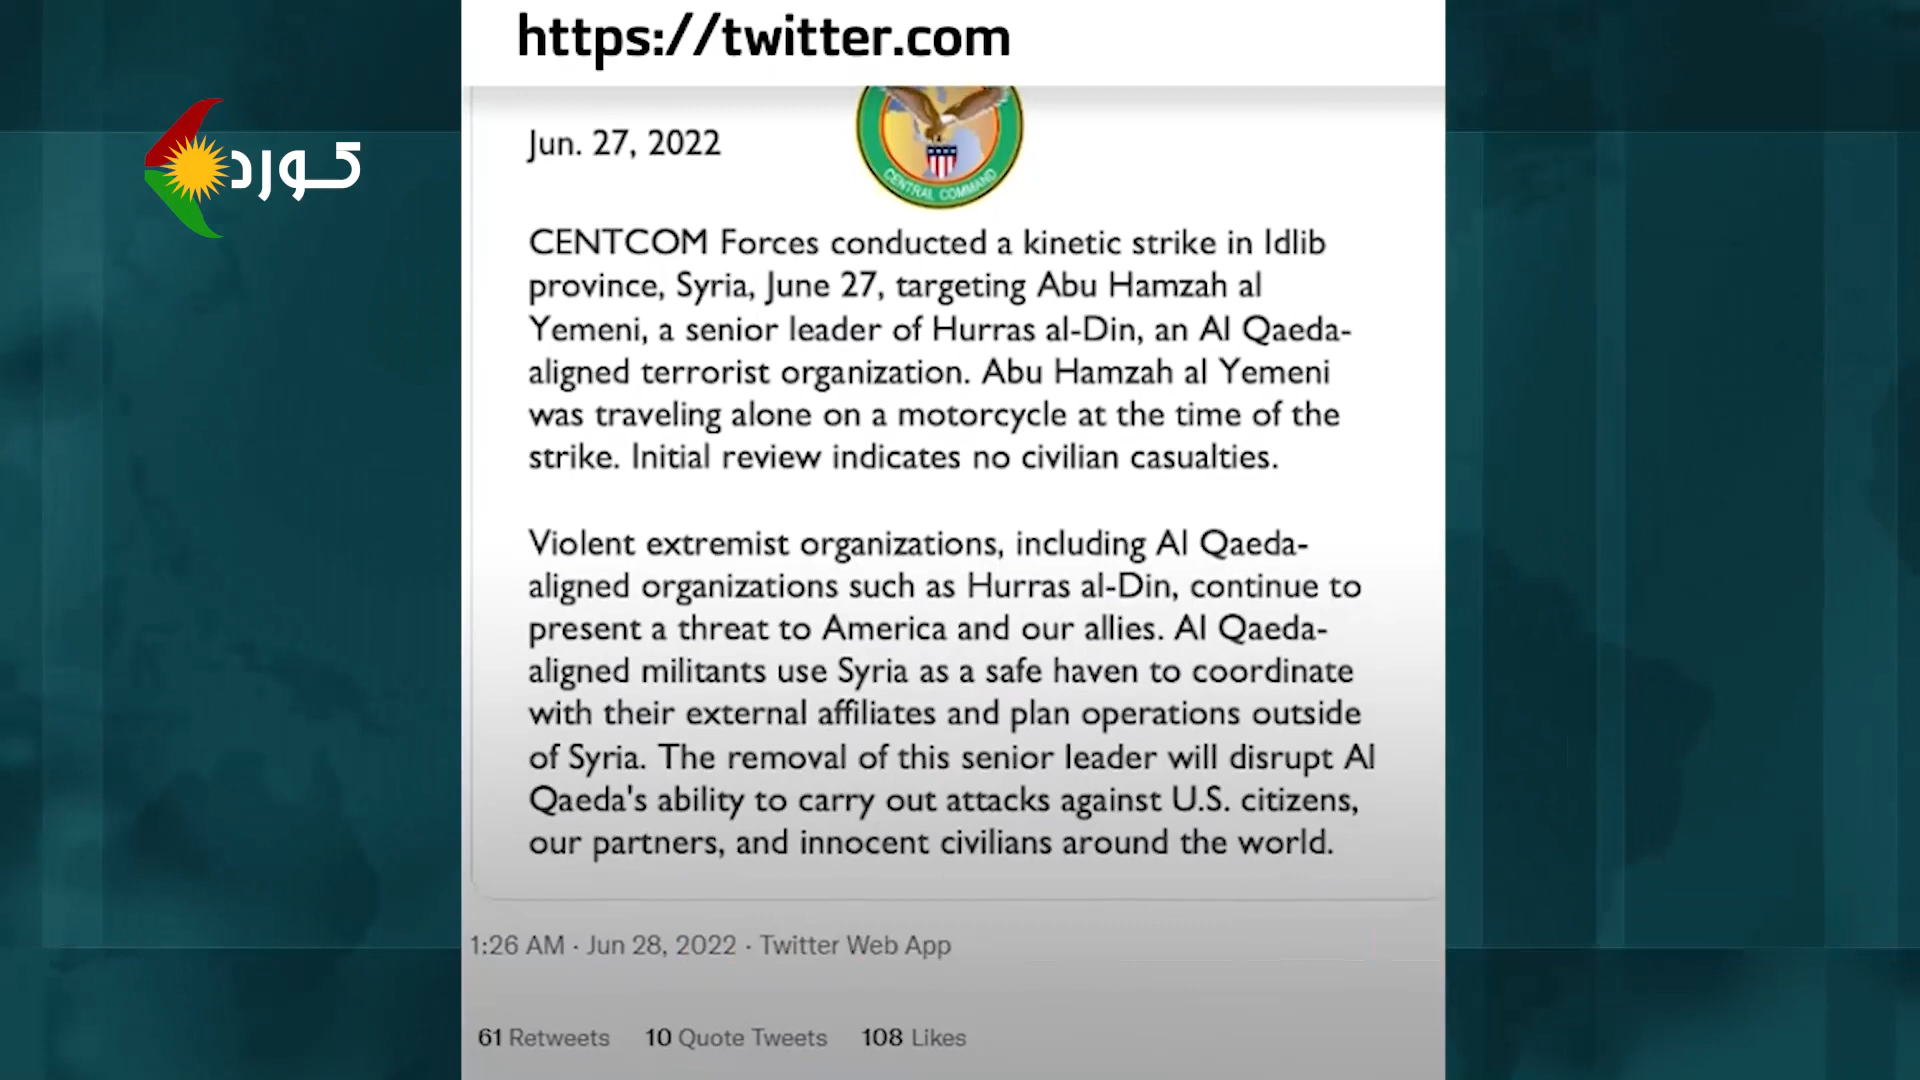 https://twitter.com
كورد
Jun. 27, 2022
CENTRAL COMMAND
CENTCOM Forces conducted a kinetic strike in Idlib
province, Syria, June 27, targeting Abu Hamzah al
Yemeni, a senior leader of Hurras al-Din, an Al Qaeda-
aligned terrorist organization. Abu Hamzah al Yemeni
was traveling alone on a motorcycle at the time of the
strike. Initial review indicates no civilian casualties.
Violent extremist organizations, including Al Qaeda-
aligned organizations such as Hurras al-Din, continue to
present a threat to America and our allies. Al Qaeda-
aligned militants use Syria as a safe haven to coordinate
with their external affiliates and plan operations outside
of Syria. The removal of this senior leader will disrupt Al
Qaeda's ability to carry out attacks against U.S. citizens,
our partners, and innocent civilians around the world.
1:26 AM · Jun 28, 2022 · Twitter Web App
61 Retweets 10 Quote Tweets 108 Likes